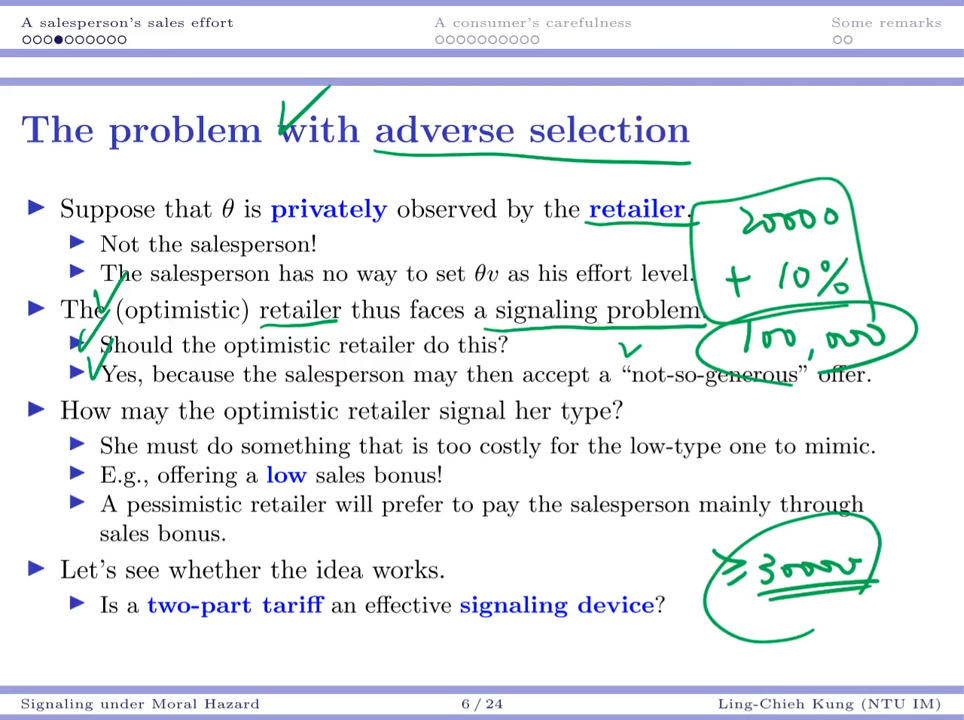 A salesperson's sales effort A consumer's carefulness Some remarks
The problem with adverse selection
▶ Suppose that θ is privately observed by the retailer.
▶ Not the salesperson!
▶ The salesperson has no way to set θv as his effort level.
20000
+ 10%
▶ The (optimistic) retailer thus faces a signaling problem.
100,000
▶ Should the optimistic retailer do this?
▶ Yes, because the salesperson may then accept a “not-so-generous” offer.
▶ How may the optimistic retailer signal her type?
▶ She must do something that is too costly for the low-type one to mimic.
▶ E.g., offering a low sales bonus!
▶ A pessimistic retailer will prefer to pay the salesperson mainly through
sales bonus.
▶ Let's see whether the idea works.
≥ 30000
▶ Is a two-part tariff an effective signaling device?
Signaling under Moral Hazard 6 / 24 Ling-Chieh Kung (NTU IM)